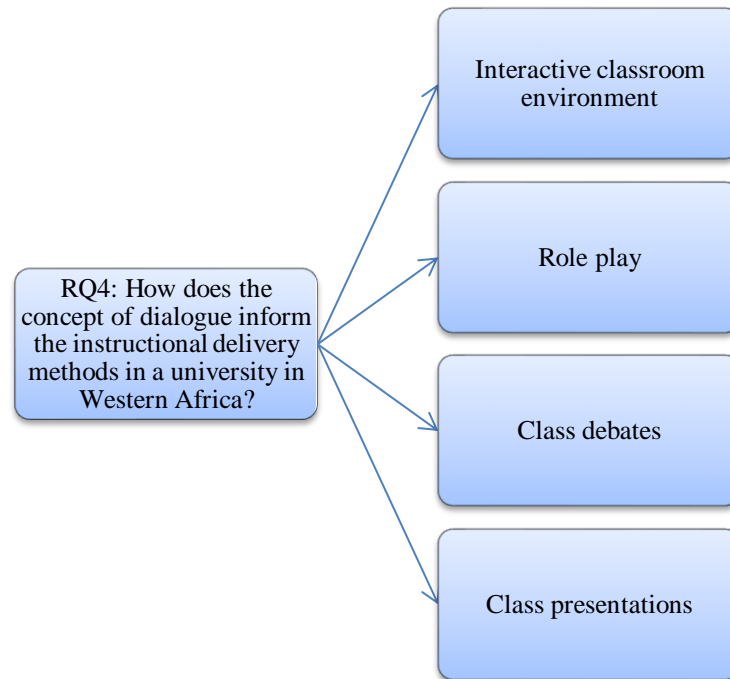 RQ4: How does the
concept of dialogue inform
the instructional delivery
methods in a university in
Western Africa?
Interactive classroom
environment
Role play
Class debates
Class presentations